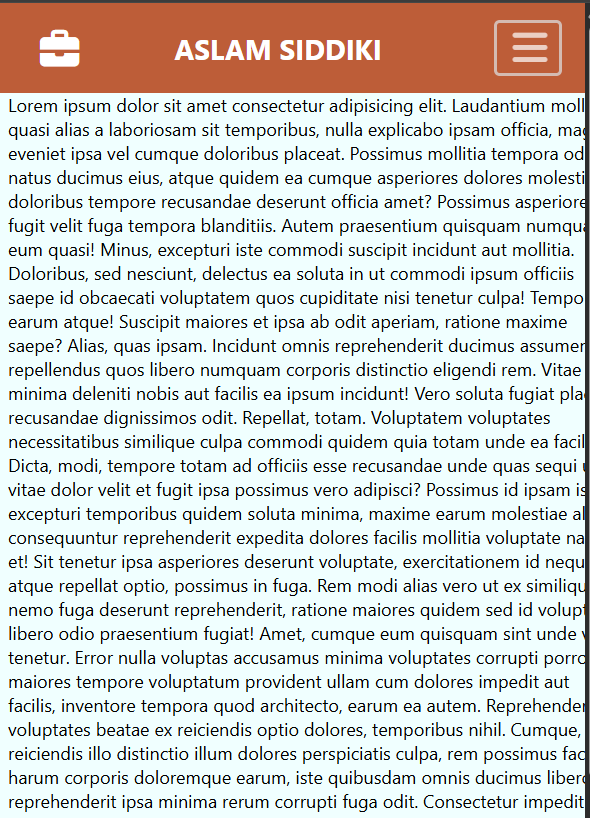 ASLAM SIDDIKI
Lorem ipsum dolor sit amet consectetur adipisicing elit. Laudantium moll
quasi alias a laboriosam sit temporibus, nulla explicabo ipsam officia, mag
eveniet ipsa vel cumque doloribus placeat. Possimus mollitia tempora od
natus ducimus eius, atque quidem ea cumque asperiores dolores molesti
doloribus tempore recusandae deserunt officia amet? Possimus asperiore
fugit velit fuga tempora blanditiis. Autem praesentium quisquam numqua
eum quasi! Minus, excepturi iste commodi suscipit incidunt aut mollitia.
Doloribus, sed nesciunt, delectus ea soluta in ut commodi ipsum officiis
saepe id obcaecati voluptatem quos cupiditate nisi tenetur culpa! Tempo
earum atque! Suscipit maiores et ipsa ab odit aperiam, ratione maxime
saepe? Alias, quas ipsam. Incidunt omnis reprehenderit ducimus assumen
repellendus quos libero numquam corporis distinctio eligendi rem. Vitae
minima deleniti nobis aut facilis ea ipsum incidunt! Vero soluta fugiat pla
recusandae dignissimos odit. Repellat, totam. Voluptatem voluptates
necessitatibus similique culpa commodi quidem quia totam unde ea facil
Dicta, modi, tempore totam ad officiis esse recusandae unde quas sequi
vitae dolor velit et fugit ipsa possimus vero adipisci? Possimus id ipsam is
excepturi temporibus quidem soluta minima, maxime earum molestiae al
consequuntur reprehenderit expedita dolores facilis mollitia voluptate na
et! Sit tenetur ipsa asperiores deserunt voluptate, exercitationem id nequ
atque repellat optio, possimus in fuga. Rem modi alias vero ut ex similiqu
nemo fuga deserunt reprehenderit, ratione maiores quidem sed id volupt
libero odio praesentium fugiat! Amet, cumque eum quisquam sint unde v
tenetur. Error nulla voluptas accusamus minima voluptates corrupti porro
maiores tempore voluptatum provident ullam cum dolores impedit aut
facilis, inventore tempora quod architecto, earum ea autem. Reprehender
voluptates beatae ex reiciendis optio dolores, temporibus nihil. Cumque,
reiciendis illo distinctio illum dolores perspiciatis culpa, rem possimus fac
harum corporis doloremque earum, iste quibusdam omnis ducimus libero
reprehenderit ipsa minima rerum corrupti fuga odit. Consectetur impedit